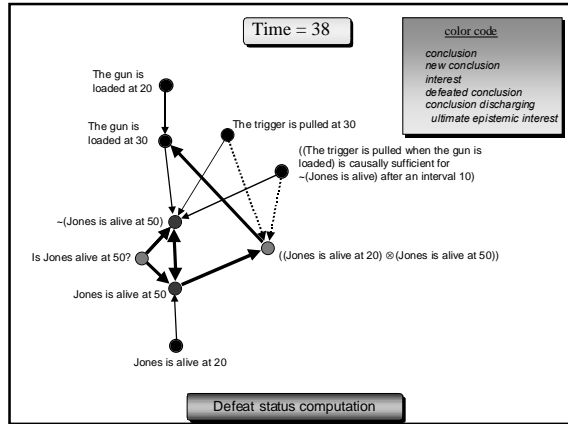 Time = 38
color code
conclusion
new conclusion
interest
defeated conclusion
conclusion discharging
ultimate epistemic interest
The gun is
loaded at 20
The gun is
loaded at 30
The trigger is pulled at 30
((The trigger is pulled when the gun is
loaded) is causally sufficient for
~(Jones is alive) after an interval 10)
~(Jones is alive at 50)
Is Jones alive at 50?
((Jones is alive at 20) ⊗(Jones is alive at 50))
Jones is alive at 50
Jones is alive at 20
Defeat status computation